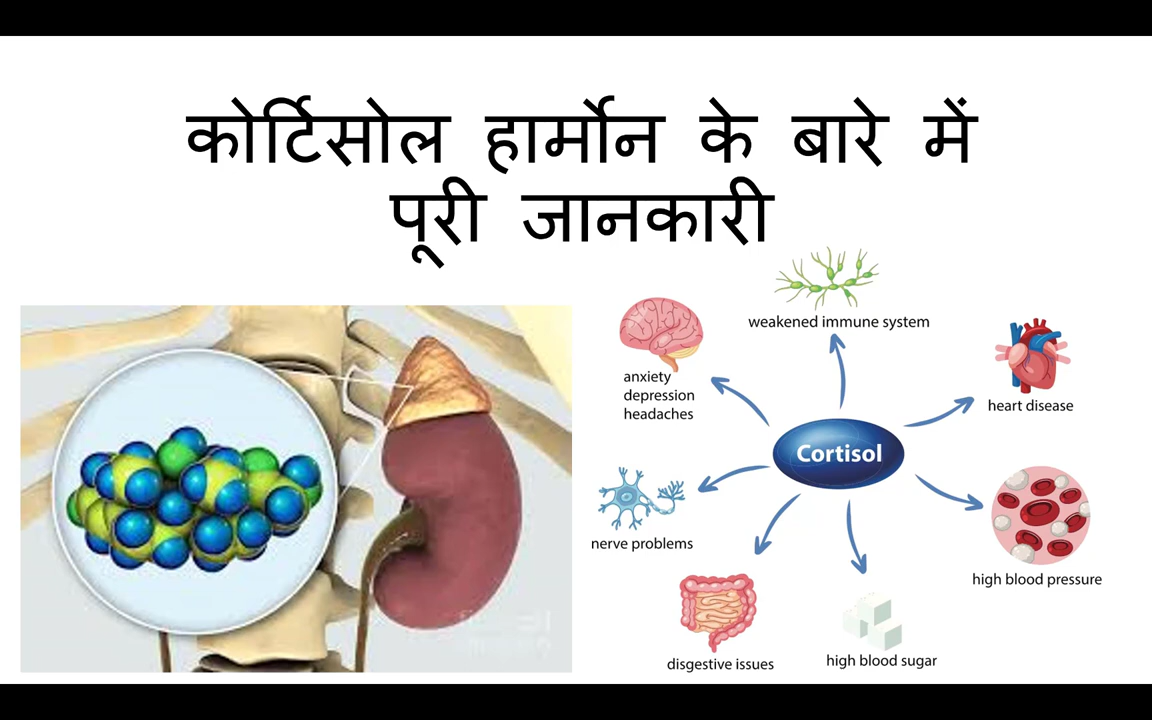 कोर्टिसोल हार्मोन के बारे में
पूरी जानकारी
weakened immune system
anxiety
depression
headaches
heart disease
Cortisol
nerve problems
high blood pressure
disgestive issues
high blood sugar